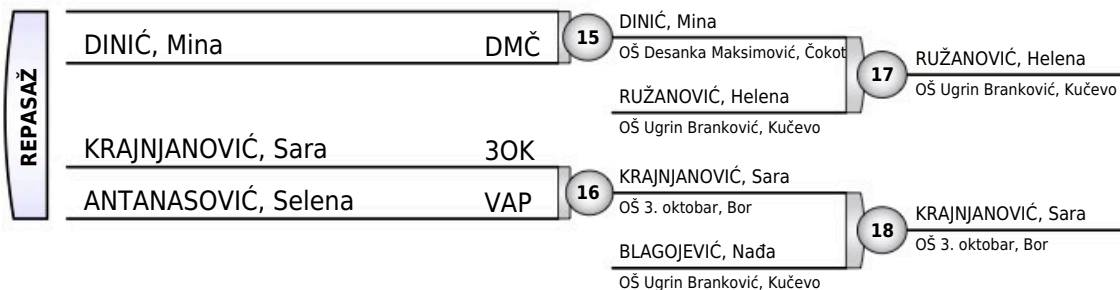 REPASAŽ
DINIĆ, Mina DMČ
KRAJNJANOVIĆ, Sara 3OK
ANTANASOVIĆ, Selena VAP
15
DINIĆ, Mina
OŠ Desanka Maksimović, Čokot
RUŽANOVIĆ, Helena
OŠ Ugrin Branković, Kučevo
16
KRAJNJANOVIĆ, Sara
OŠ 3. oktobar, Bor
BLAGOJEVIĆ, Nađa
OŠ Ugrin Branković, Kučevo
17
RUŽANOVIĆ, Helena
OŠ Ugrin Branković, Kučevo
18
KRAJNJANOVIĆ, Sara
OŠ 3. oktobar, Bor